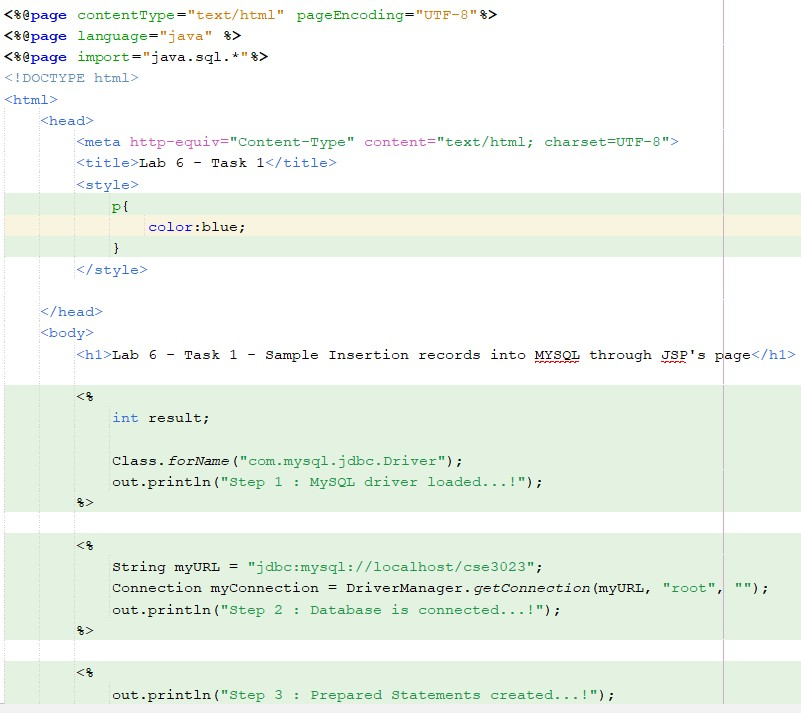 <%@page contentType="text/html" pageEncoding="UTF-8"%>
<%@page language="java" %>
<%@page import="java.sql.*"%>
<!DOCTYPE html>
<html>
<head>
<meta http-equiv="Content-Type" content="text/html; charset=UTF-8">
<title>Lab 6 - Task 1</title>
<style>
p{
color:blue;
}
</style>
</head>
<body>
<h1>Lab 6 - Task 1 - Sample Insertion records into MYSQL through JSP's page</h1>
<%
int result;
Class.forName("com.mysql.jdbc.Driver");
out.println("Step 1 : MySQL driver loaded...!");
%>
<%
String myURL = "jdbc:mysql://localhost/cse3023";
Connection myConnection = DriverManager.getConnection(myURL, "root", "");
out.println("Step 2 : Database is connected...!");
%>
<%
out.println("Step 3 : Prepared Statements created...!");